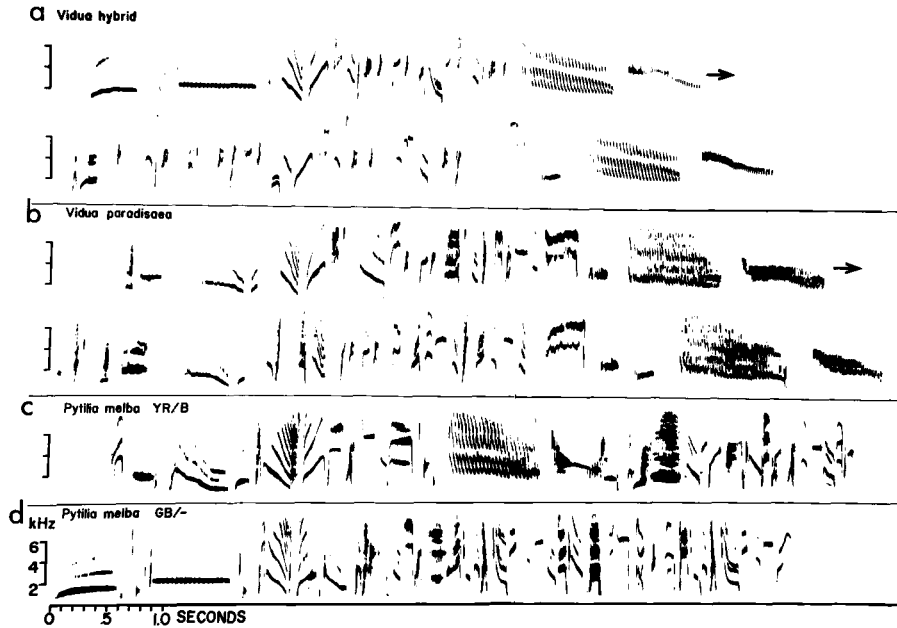 a Vidua hybrid
b Vidua paradisaea
c Pytilia melba YR/B
d Pytilia melba GB/-
kHz
6
4
2
0 .5 1.0 SECONDS